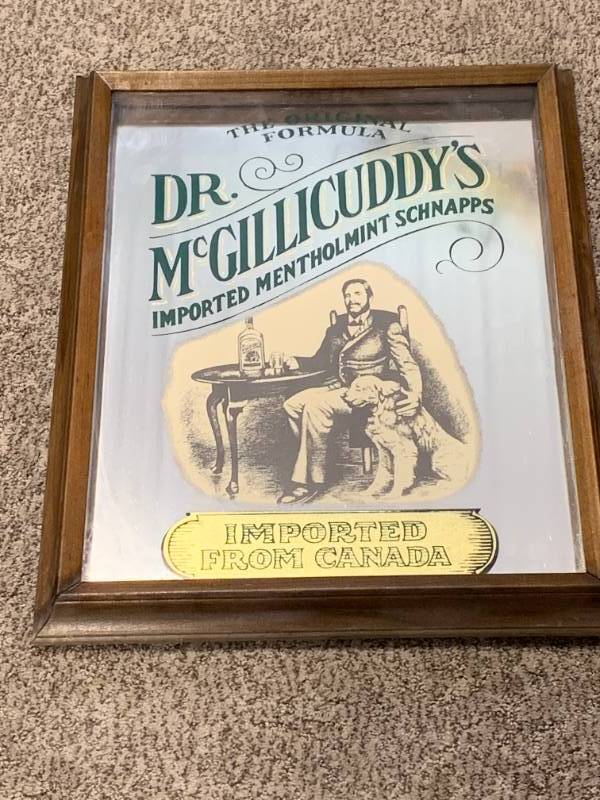 THE ORIGINAL
FORMULA
DR.
McGILLICUDDY'S
IMPORTED MENTHOLMINT SCHNAPPS
IMPORTED
FROM CANADA